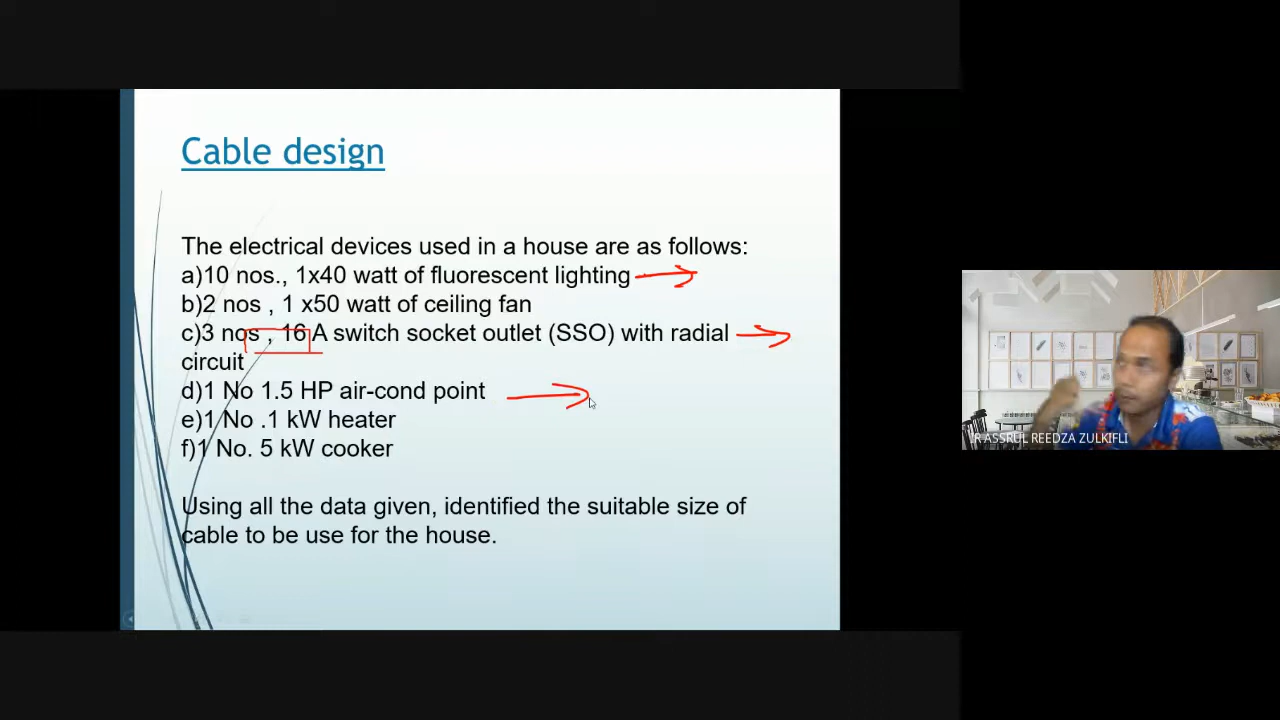 Cable design
The electrical devices used in a house are as follows:
a)10 nos., 1x40 watt of fluorescent lighting
b)2 nos , 1 x50 watt of ceiling fan
c)3 nos , 16 A switch socket outlet (SSO) with radial
circuit
d)1 No 1.5 HP air-cond point
e)1 No .1 kW heater
f)1 No. 5 kW cooker
Using all the data given, identified the suitable size of
cable to be use for the house.
IR ASSRUL REEDZA ZULKIFLI